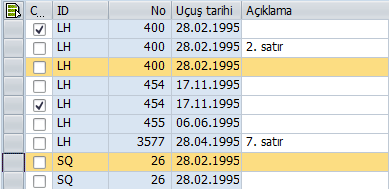 C... ID No Uçuş tarihi Açıklama
LH 400 28.02.1995
LH 400 28.02.1995 2. satır
LH 400 28.02.1995
LH 454 17.11.1995
LH 454 17.11.1995
LH 455 06.06.1995
LH 3577 28.04.1995 7. satır
SQ 26 28.02.1995
SQ 26 28.02.1995